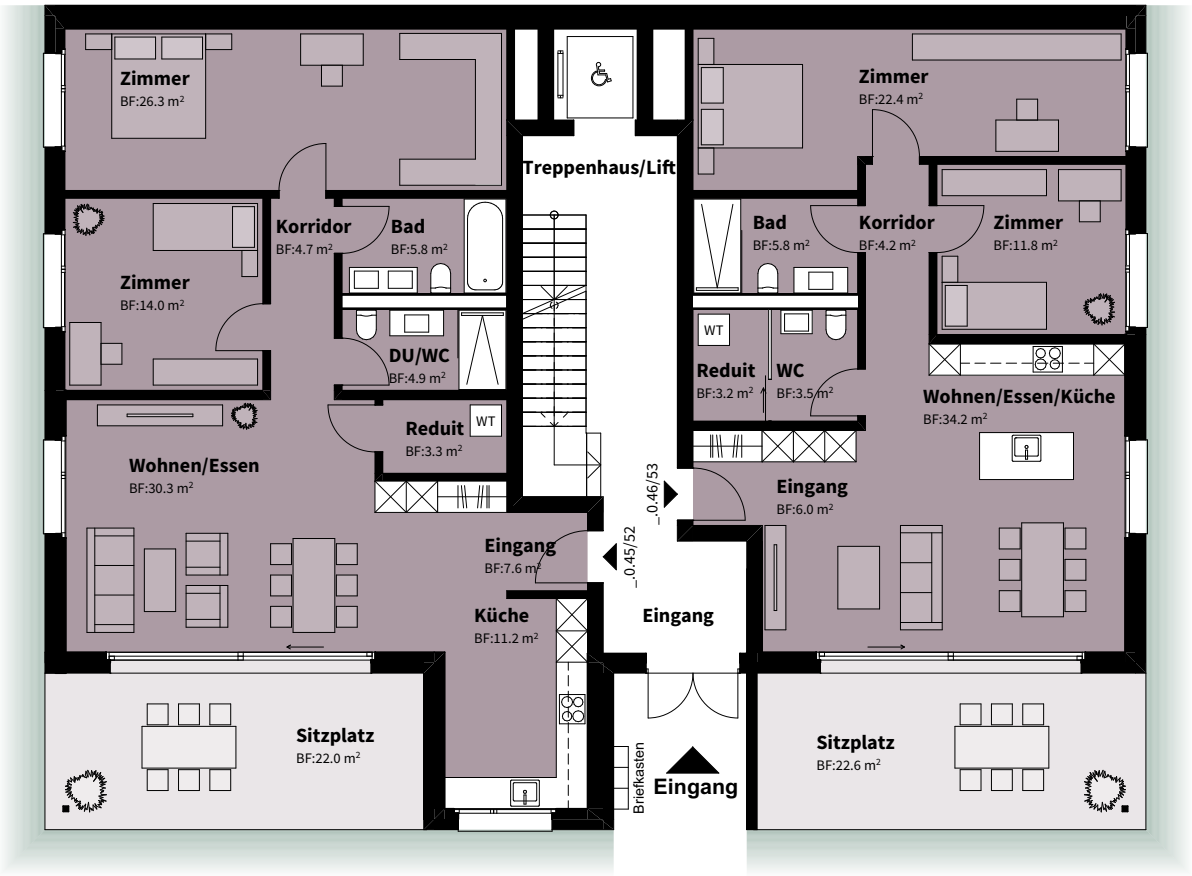 Zimmer
BF:26.3 m²
Zimmer
BF:22.4 m²
Treppenhaus/Lift
Korridor
BF:4.7 m²
Bad
BF:5.8 m²
Bad
BF:5.8 m²
Korridor
BF:4.2 m²
Zimmer
BF:11.8 m²
Zimmer
BF:14.0 m²
DU/WC
BF:4.9 m²
WT
Reduit
BF:3.2 m²
WC
BF:3.5 m²
Wohnen/Essen/Küche
BF:34.2 m²
Reduit
BF:3.3 m²
WT
Wohnen/Essen
BF:30.3 m²
Eingang
BF:6.0 m²
_.0.46/53
_.0.45/52
Eingang
BF:7.6 m²
Küche
BF:11.2 m²
Eingang
Sitzplatz
BF:22.0 m²
Sitzplatz
BF:22.6 m²
Briefkasten
Eingang